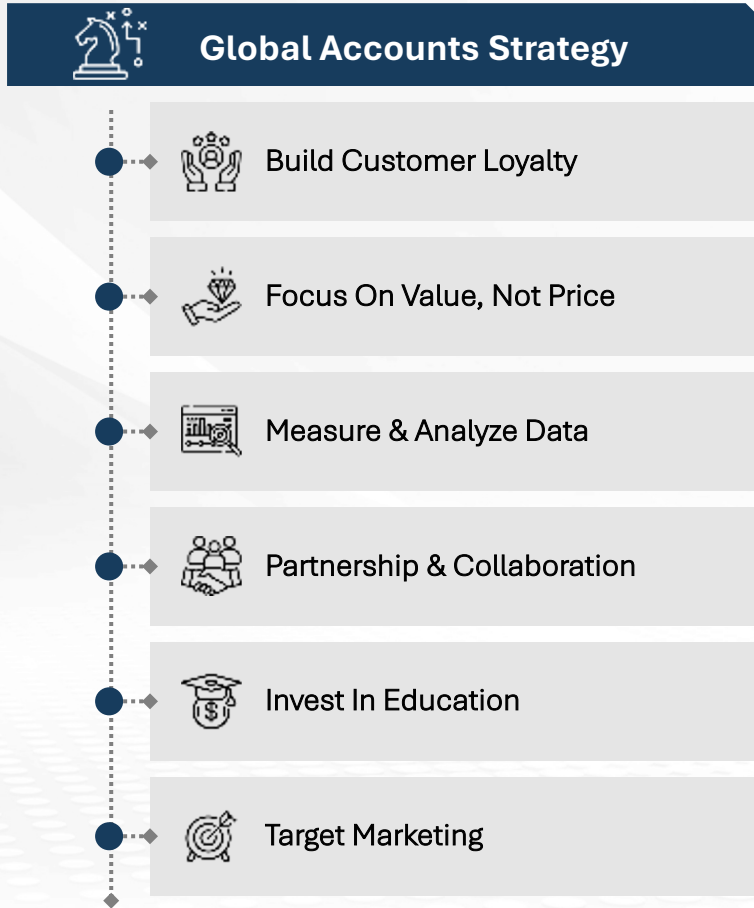 Global Accounts Strategy
Build Customer Loyalty
Focus On Value, Not Price
Measure & Analyze Data
Partnership & Collaboration
Invest In Education
Target Marketing